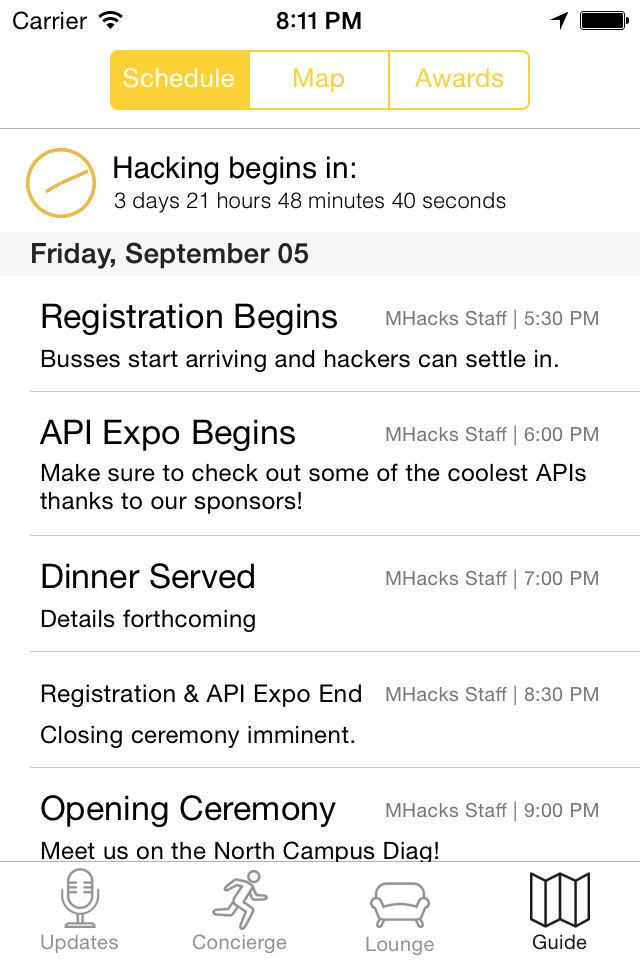 Carrier 8:11 PM
Schedule Map Awards
Hacking begins in:
3 days 21 hours 48 minutes 40 seconds
Friday, September 05
Registration Begins MHacks Staff | 5:30 PM
Busses start arriving and hackers can settle in.
API Expo Begins MHacks Staff | 6:00 PM
Make sure to check out some of the coolest APIs
thanks to our sponsors!
Dinner Served MHacks Staff | 7:00 PM
Details forthcoming
Registration & API Expo End MHacks Staff | 8:30 PM
Closing ceremony imminent.
Opening Ceremony MHacks Staff | 9:00 PM
Meet us on the North Campus Diag!
Updates Concierge Lounge Guide